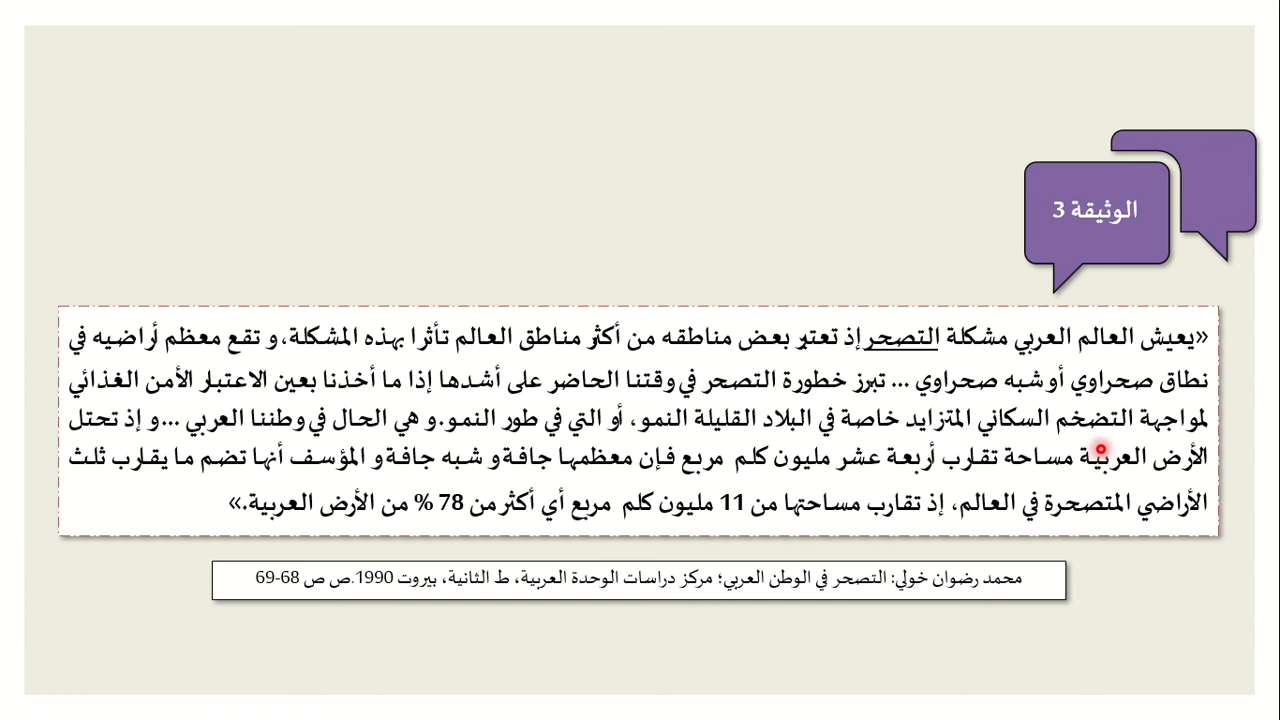 الوثيقة 3
«يعيش العالم العربي مشكلة التصحر إذ تعتبر بعض مناطقه من أكثر مناطق العالم تأثرا بهذه المشكلة، و تقع معظم أراضيه في
نطاق صحراوي أو شبه صحراوي ... تبرز خطورة التصحر في وقتنا الحاضر على أشدها إذا ما أخذنا بعين الاعتبار الأمن الغذائي
لمواجهة التضخم السكاني المتزايد خاصة في البلاد القليلة النمو، أو التي في طور النمو. و هي الحال في وطننا العربي ... و إذ تحتل
الأرض العربية مساحة تقارب أربعة عشر مليون كلم مربع فإن معظمها جافة و شبه جافة و المؤسف أنها تضم ما يقارب ثلث
الأراضي المتصحرة في العالم، إذ تقارب مساحتها من 11 مليون كلم مربع أي أكثر من 78 % من الأرض العربية.»
محمد رضوان خولي: التصحر في الوطن العربي؛ مركز دراسات الوحدة العربية، ط الثانية، بيروت 1990.ص ص 68-69